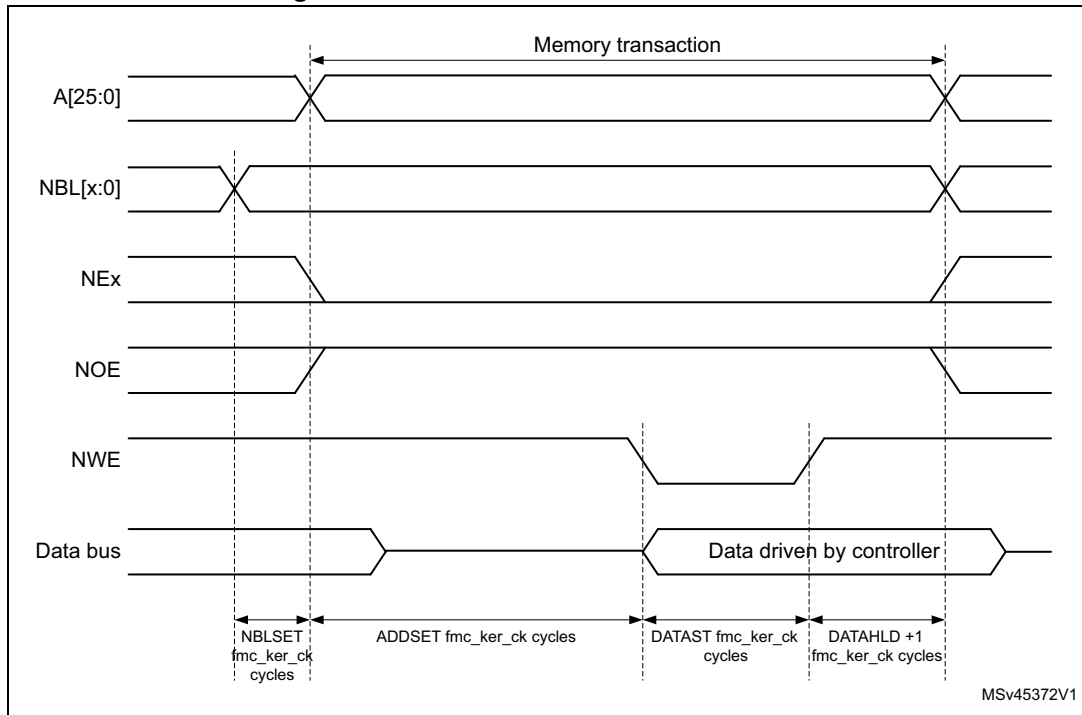 Memory transaction
A[25:0]
NBL[x:0]
NEx
NOE
NWE
Data bus
Data driven by controller
NBLSET
fmc_ker_ck
cycles
ADDSET fmc_ker_ck cycles
DATAST fmc_ker_ck
cycles
DATAHLD +1
fmc_ker_ck cycles
MSv45372V1